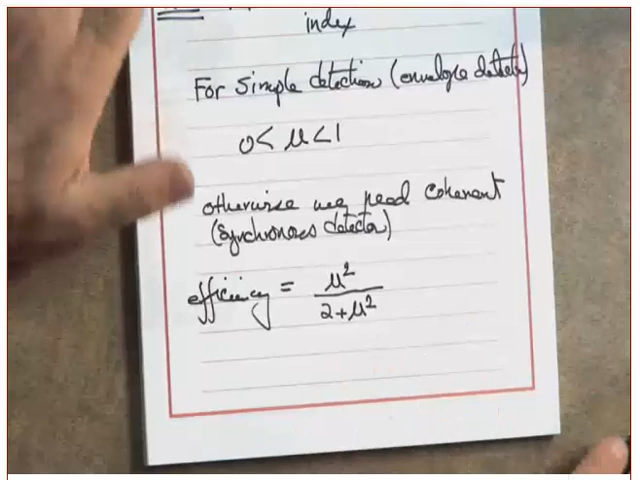 index
For simple detection (envelope detector)
0 < μ < 1
otherwise we need coherent
(Synchronous detector)
efficiency = μ² / 2+μ²